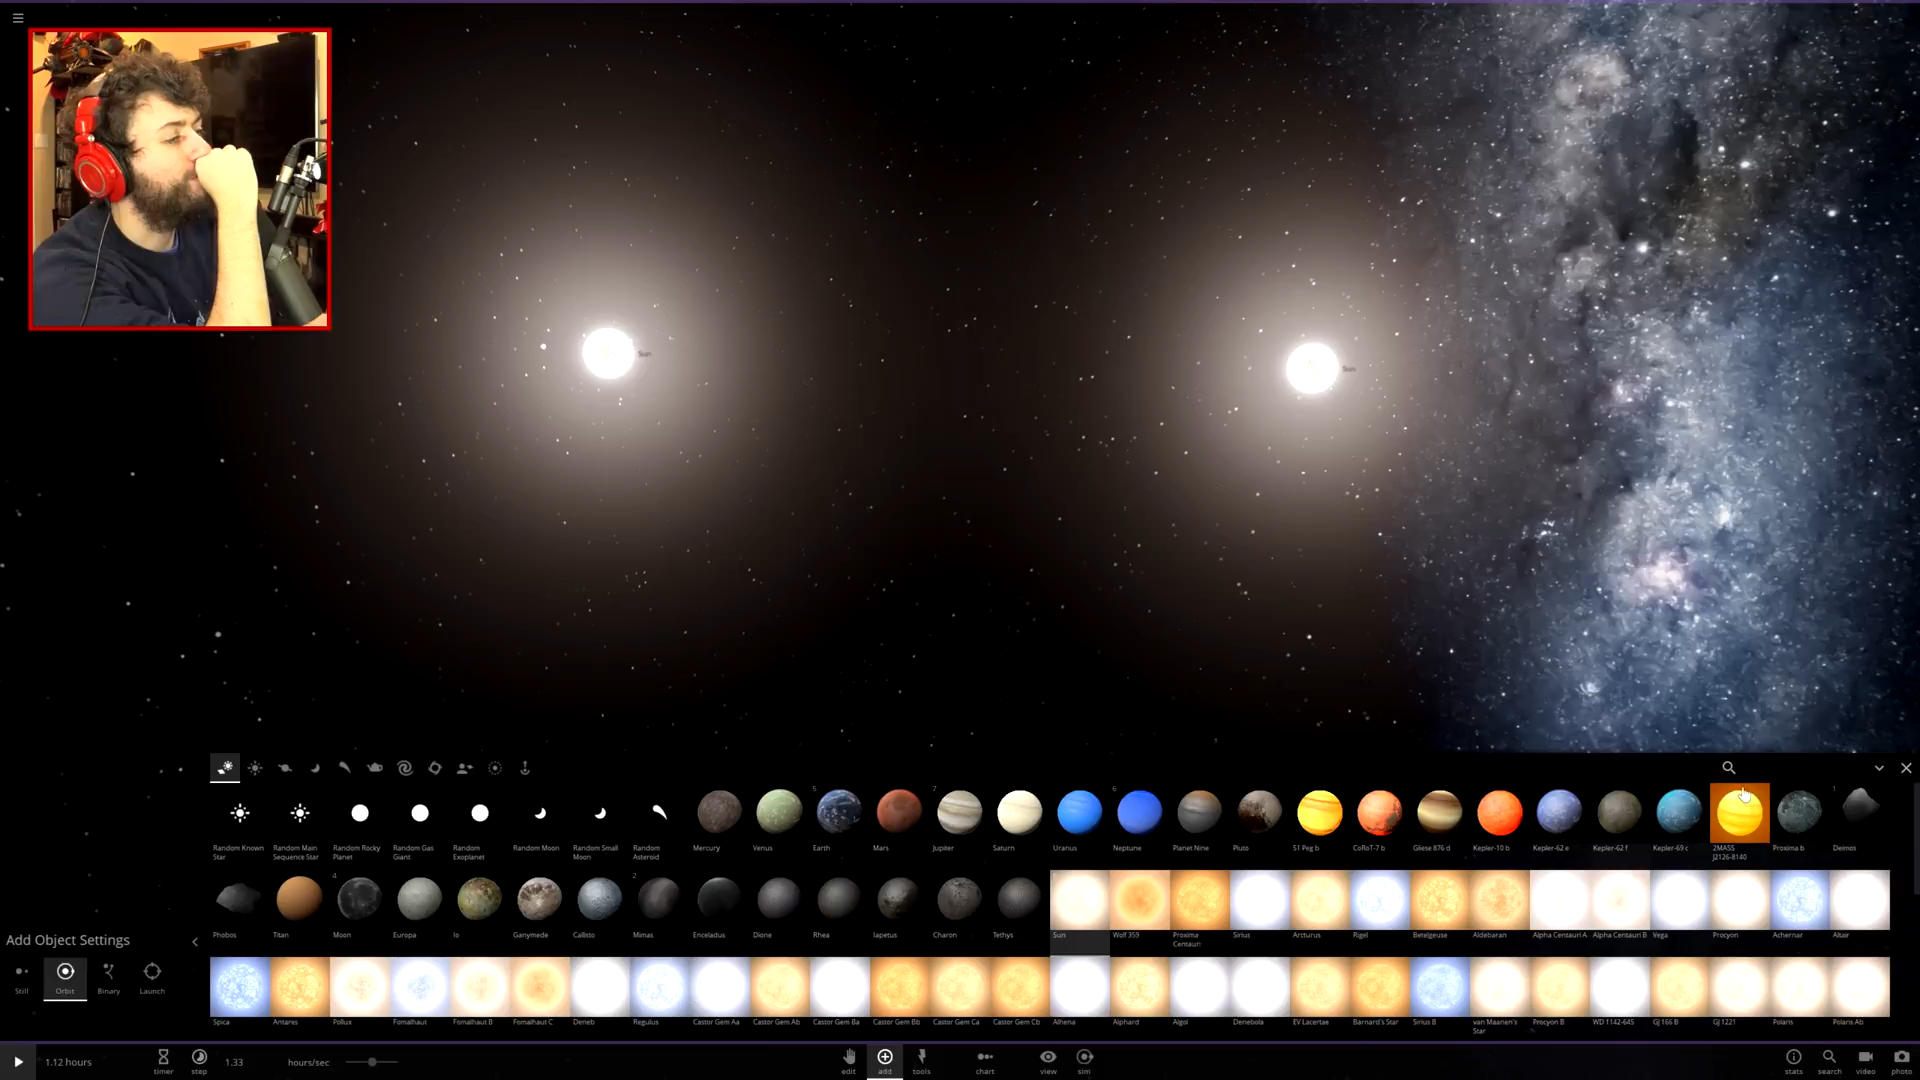 Sun
Sun
Random Known Star
Random Main Sequence Star
Random Rocky Planet
Random Gas Giant
Random Exoplanet
Random Moon
Random Small Moon
Random Asteroid
Mercury
Venus
5
Earth
Mars
7
Jupiter
Saturn
Uranus
6
Neptune
Planet Nine
Pluto
51 Peg b
CoRoT-7 b
Gliese 876 d
Kepler-10 b
Kepler-62 e
Kepler-62 f
Kepler-69 c
2MASS J2126-8140
Proxima b
1
Deimos
Phobos
Titan
4
Moon
Europa
Io
Ganymede
Callisto
2
Mimas
Enceladus
Dione
Rhea
Iapetus
Charon
Tethys
Sun
Wolf 359
Proxima Centauri
Sirius
Arcturus
Rigel
Betelgeuse
Aldebaran
Alpha Centauri A
Alpha Centauri B
Vega
Procyon
Achernar
Altair
Add Object Settings
Still
Orbit
Binary
Launch
Spica
Antares
Pollux
Fomalhaut
Fomalhaut B
Fomalhaut C
Deneb
Regulus
Castor Gem Aa
Castor Gem Ab
Castor Gem Ba
Castor Gem Bb
Castor Gem Ca
Castor Gem Cb
Alhena
Alphard
Algol
Denebola
EV Lacertae
Barnard's Star
Sirius B
van Maanen's Star
Procyon B
WD 1142-645
GJ 166 B
GJ 1221
Polaris
Polaris Ab
1.12 hours
timer
step
1.33
hours/sec
edit
add
tools
chart
view
sim
stats
search
video
photo